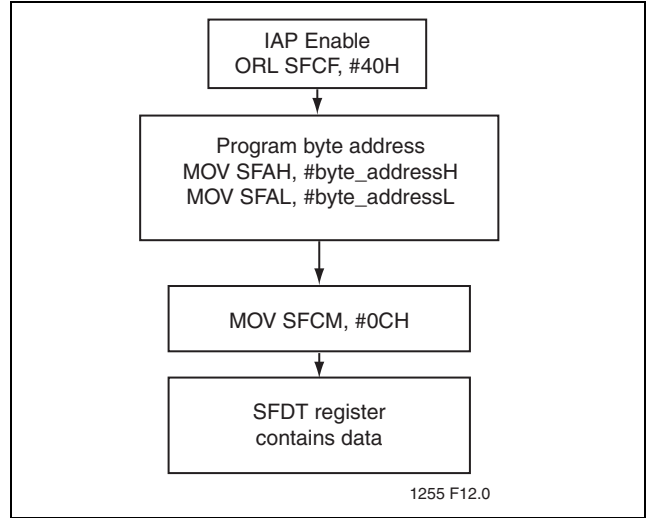 IAP Enable
ORL SFCF, #40H
Program byte address
MOV SFAH, #byte_addressH
MOV SFAL, #byte_addressL
MOV SFCM, #0CH
SFDT register
contains data
1255 F12.0